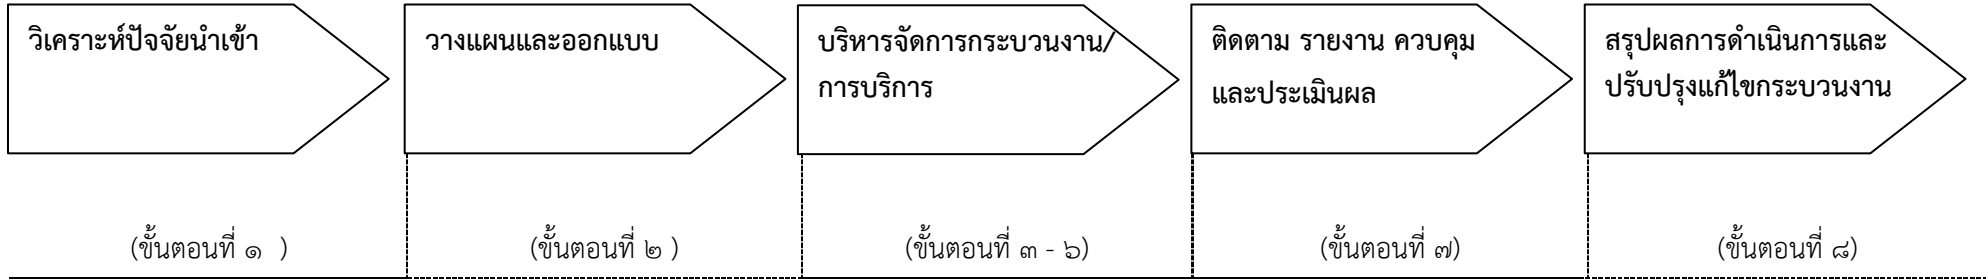 วิเคราะห์ปัจจัยนำเข้า
วางแผนและออกแบบ
บริหารจัดการกระบวนงาน/
การบริการ
ติดตาม รายงาน ควบคุม
และประเมินผล
สรุปผลการดำเนินการและ
ปรับปรุงแก้ไขกระบวนงาน
(ขั้นตอนที่ ๑ )
(ขั้นตอนที่ ๒ )
(ขั้นตอนที่ ๓ - ๖)
(ขั้นตอนที่ ๗)
(ขั้นตอนที่ ๘)